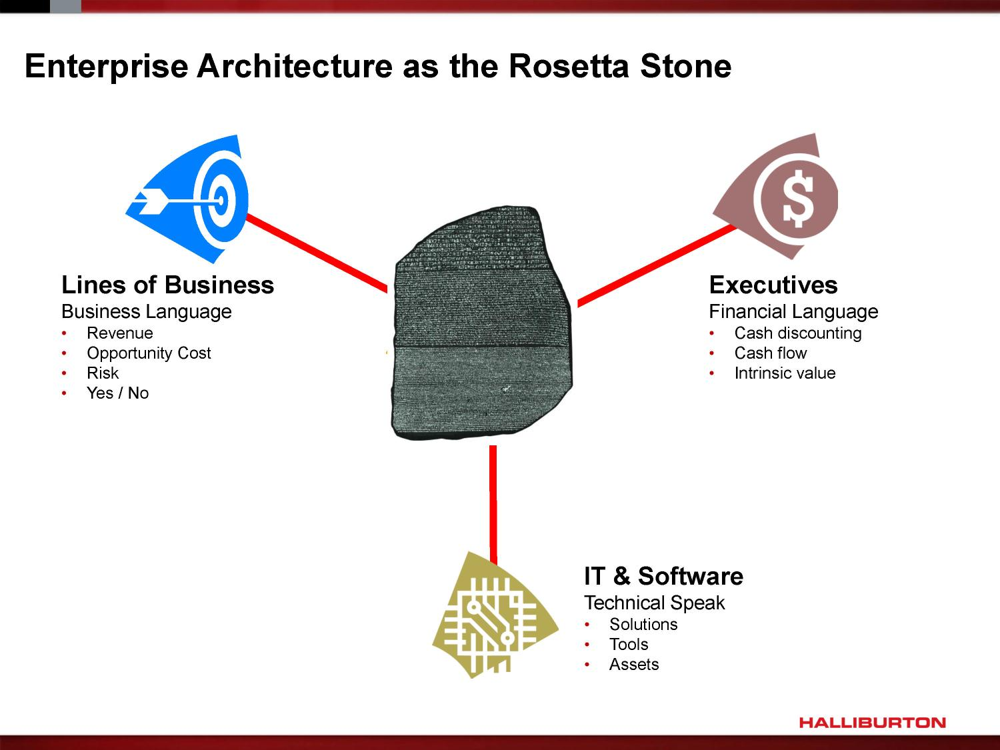 Enterprise Architecture as the Rosetta Stone
Lines of Business
Business Language
• Revenue
• Opportunity Cost
• Risk
• Yes / No
Executives
Financial Language
• Cash discounting
• Cash flow
• Intrinsic value
IT & Software
Technical Speak
• Solutions
• Tools
• Assets
HALLIBURTON